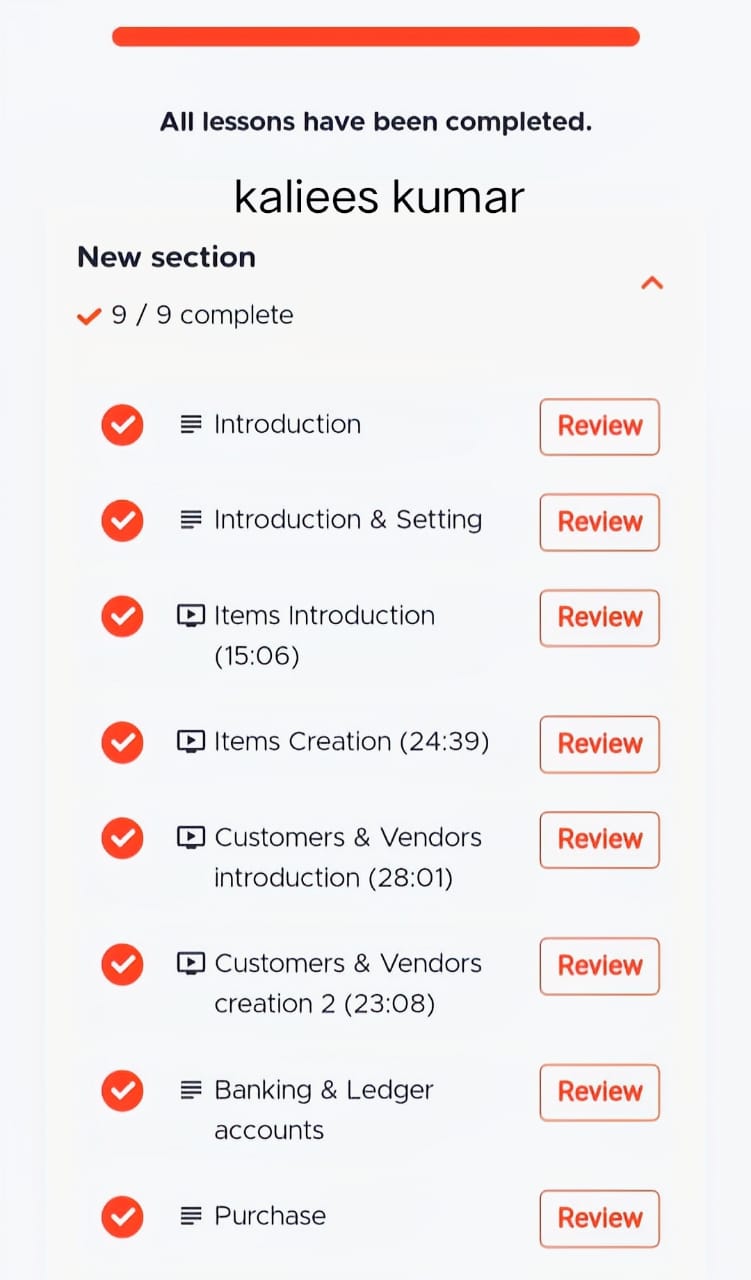 All lessons have been completed.
kaliees kumar
New section
9 / 9 complete
Introduction
Review
Introduction & Setting
Review
Items Introduction
(15:06)
Review
Items Creation (24:39)
Review
Customers & Vendors
introduction (28:01)
Review
Customers & Vendors
creation 2 (23:08)
Review
Banking & Ledger
accounts
Review
Purchase
Review